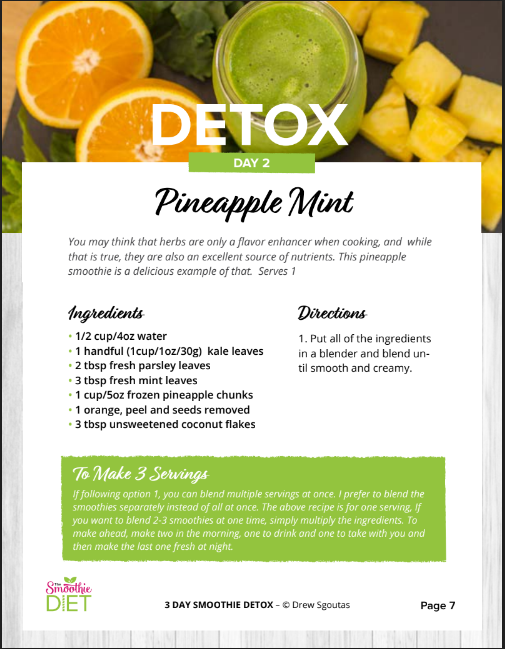 DETOX
DAY 2
Pineapple Mint
You may think that herbs are only a flavor enhancer when cooking, and while
that is true, they are also an excellent source of nutrients. This pineapple
smoothie is a delicious example of that. Serves 1
Ingredients
• 1/2 cup/4oz water
• 1 handful (1cup/1oz/30g) kale leaves
• 2 tbsp fresh parsley leaves
• 3 tbsp fresh mint leaves
• 1 cup/5oz frozen pineapple chunks
• 1 orange, peel and seeds removed
• 3 tbsp unsweetened coconut flakes
Directions
1. Put all of the ingredients
in a blender and blend un-
til smooth and creamy.
To Make 3 Servings
If following option 1, you can blend multiple servings at once. I prefer to blend the
smoothies separately instead of all at once. The above recipe is for one serving, If
you want to blend 2-3 smoothies at one time, simply multiply the ingredients. To
make ahead, make two in the morning, one to drink and one to take with you and
then make the last one fresh at night.
The
Smoothie
DIET
3 DAY SMOOTHIE DETOX – © Drew Sgoutas
Page 7